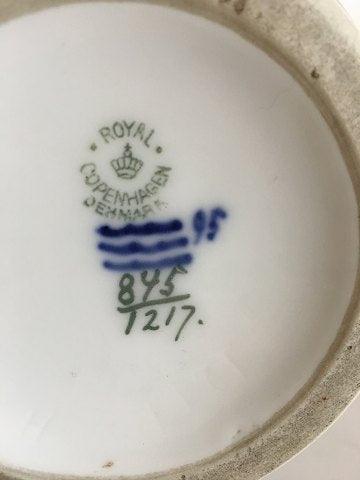 ROYAL
COPENHAGEN
DENMARK
95
845
1217.